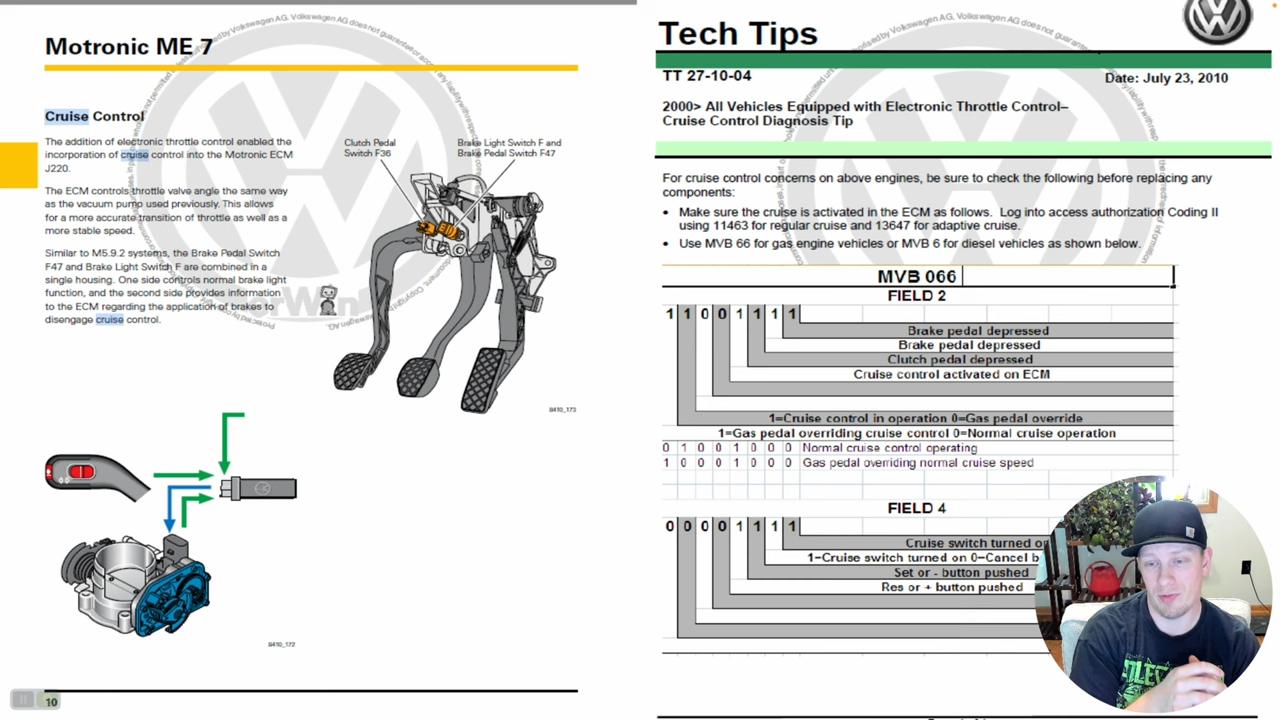 Motronic ME 7
Cruise Control
The addition of electronic throttle control enabled the
incorporation of cruise control into the Motronic ECM
J220.
The ECM controls throttle valve angle the same way
as the vacuum pump used previously. This allows
for a more accurate transition of throttle as well as a
more stable speed.
Similar to M5.9.2 systems, the Brake Pedal Switch
F47 and Brake Light Switch F are combined in a
single housing. One side controls normal brake light
function, and the second side provides information
to the ECM regarding the application of brakes to
disengage cruise control.
Clutch Pedal
Switch F36
Brake Light Switch F and
Brake Pedal Switch F47
8410_173
8410_172
10
Tech Tips
TT 27-10-04
Date: July 23, 2010
2000> All Vehicles Equipped with Electronic Throttle Control–
Cruise Control Diagnosis Tip
For cruise control concerns on above engines, be sure to check the following before replacing any
components:
• Make sure the cruise is activated in the ECM as follows. Log into access authorization Coding II
using 11463 for regular cruise and 13647 for adaptive cruise.
• Use MVB 66 for gas engine vehicles or MVB 6 for diesel vehicles as shown below.
MVB 066
FIELD 2
1 1 0 0 1 1 1 1
Brake pedal depressed
Brake pedal depressed
Clutch pedal depressed
Cruise control activated on ECM
1=Cruise control in operation 0=Gas pedal override
1=Gas pedal overriding cruise control 0=Normal cruise operation
0 1 0 0 1 0 0 0 Normal cruise control operating
1 0 0 0 1 0 0 0 Gas pedal overriding normal cruise speed
FIELD 4
0 0 0 0 1 1 1 1
Cruise switch turned
1–Cruise switch turned on 0–Cancel
Set or - button pushed
Res or + button pushed